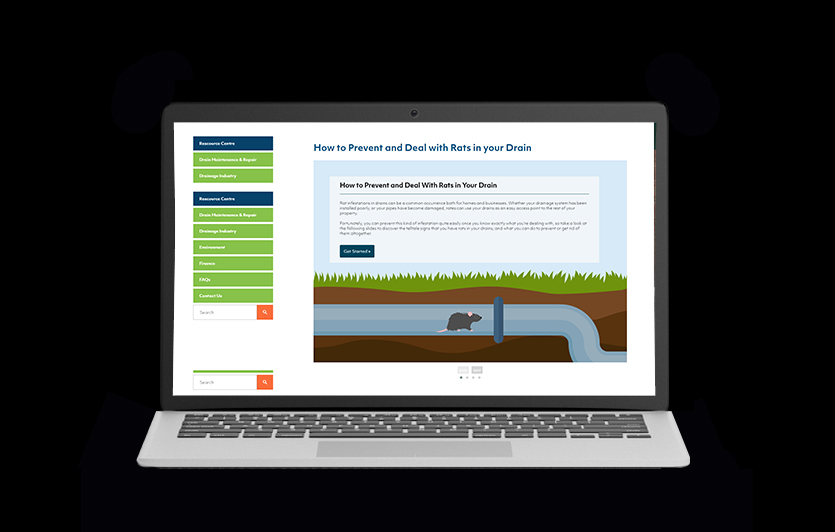 Resource Centre
Drain Maintenance & Repair
Drainage Industry
Resource Centre
Drain Maintenance & Repair
Drainage Industry
Environment
Finance
FAQs
Contact Us
Search
Search
How to Prevent and Deal with Rats in your Drain
How to Prevent and Deal With Rats in Your Drain
Rat infestations in drains can be a common occurrence both for homes and businesses. Whether your drainage system has been
installed poorly, or your pipes have become damaged, rates can use your drains as an easy access point to the rest of your
property.
Fortunately, you can prevent this kind of infestation quite easily once you know exactly what you're dealing with, so take a look at
the following slides to discover the telltale signs that you have rats in your drains, and what you can do to prevent or get rid of
them altogether.
Get Started